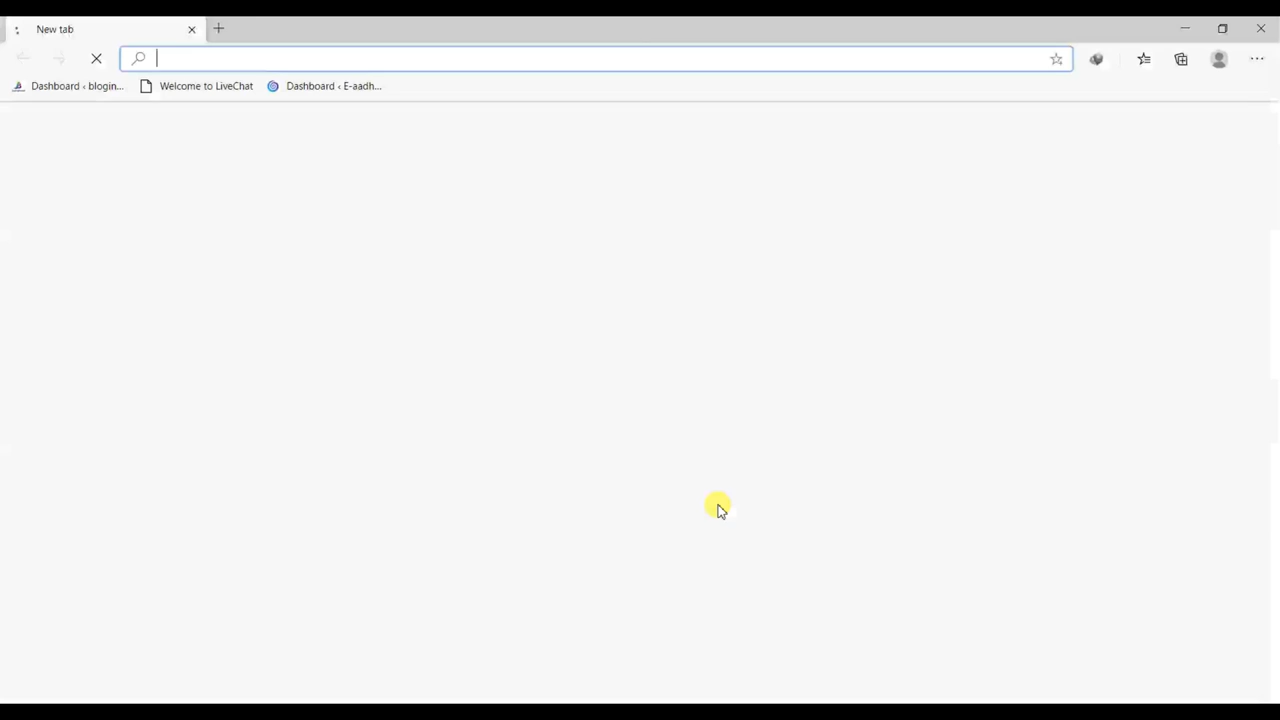 New tab
Dashboard ‹ blogin... Welcome to LiveChat Dashboard ‹ E-aadh...